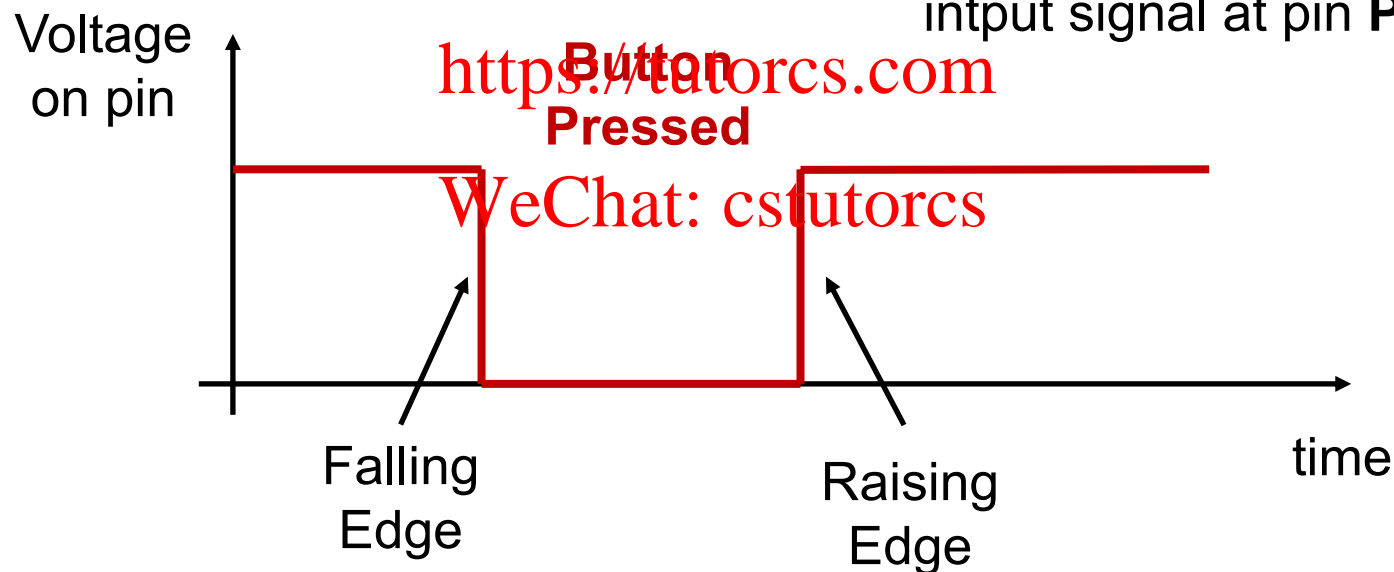 intput signal at pin P
Voltage
on pin
Button
Pressed
https://tutorcs.com
WeChat: cstutorcs
Falling
Edge
Raising
Edge
time